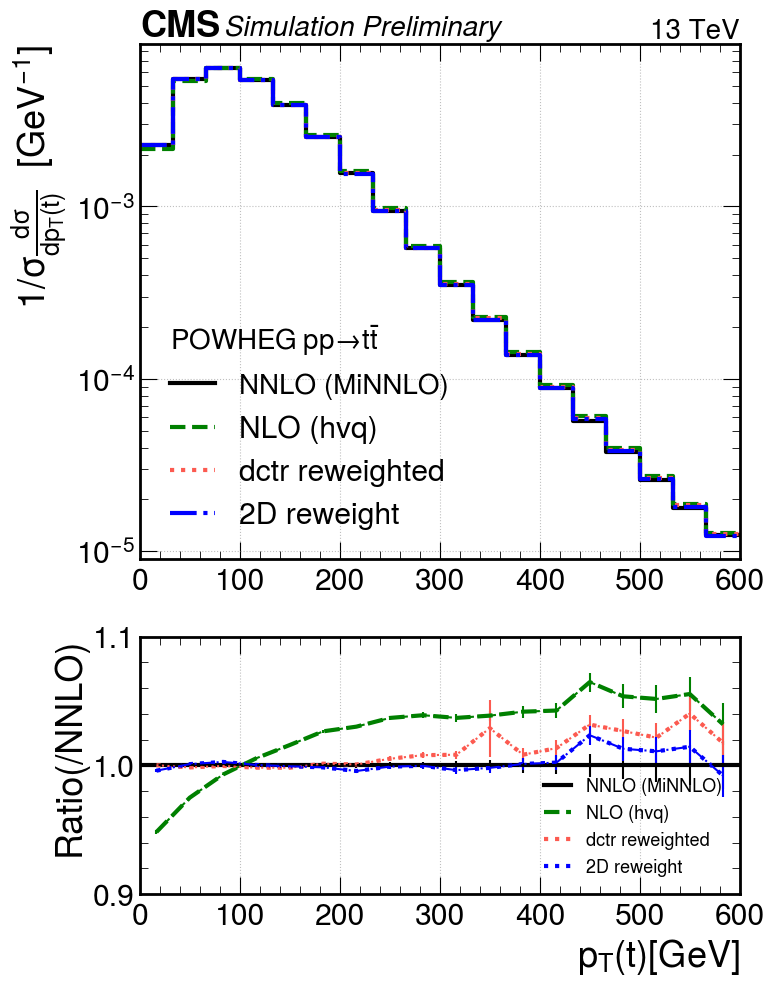 CMS Simulation Preliminary 13 TeV
1/σ dσ/dp_T(t) [GeV⁻¹]
10⁻³
10⁻⁴
10⁻⁵
POWHEG pp→tt̄
NNLO (MiNNLO)
NLO (hvq)
dctr reweighted
2D reweight
0 100 200 300 400 500 600
Ratio(/NNLO)
1.1
1.0
0.9
NNLO (MiNNLO)
NLO (hvq)
dctr reweighted
2D reweight
0 100 200 300 400 500 600
p_T(t)[GeV]